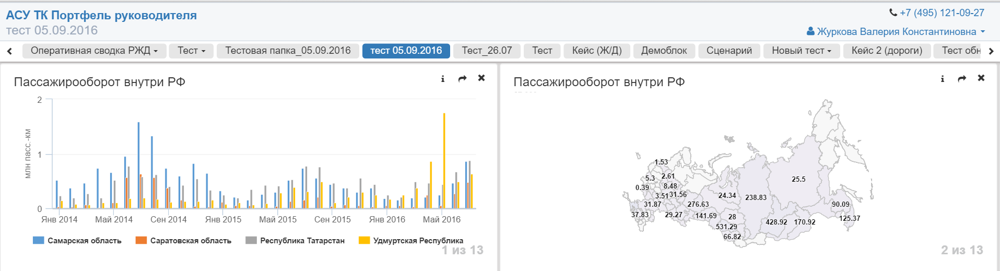 АСУ ТК Портфель руководителя
тест 05.09.2016
+7 (495) 121-09-27
Журкова Валерия Константиновна
Оперативная сводка РЖД Тест Тестовая папка_05.09.2016 тест 05.09.2016 Тест_26.07 Тест Кейс (Ж/Д) Демоблок Сценарий Новый тест Кейс 2 (дороги) Тест обн
Пассажирооборот внутри РФ
2
1
0
млн пасс.-км
Янв 2014 Май 2014 Сен 2014 Янв 2015 Май 2015 Сен 2015 Янв 2016 Май 2016
Самарская область Саратовская область Республика Татарстан Удмуртская Республика
1 из 13
Пассажирооборот внутри РФ
1.53
5.3 2.61 25.5
0.39 8.48
3.51 31.56 24.34 238.83
31.87 276.63 90.09
37.83 29.27 141.69 28 125.37
531.29 428.92 170.92
66.82
2 из 13